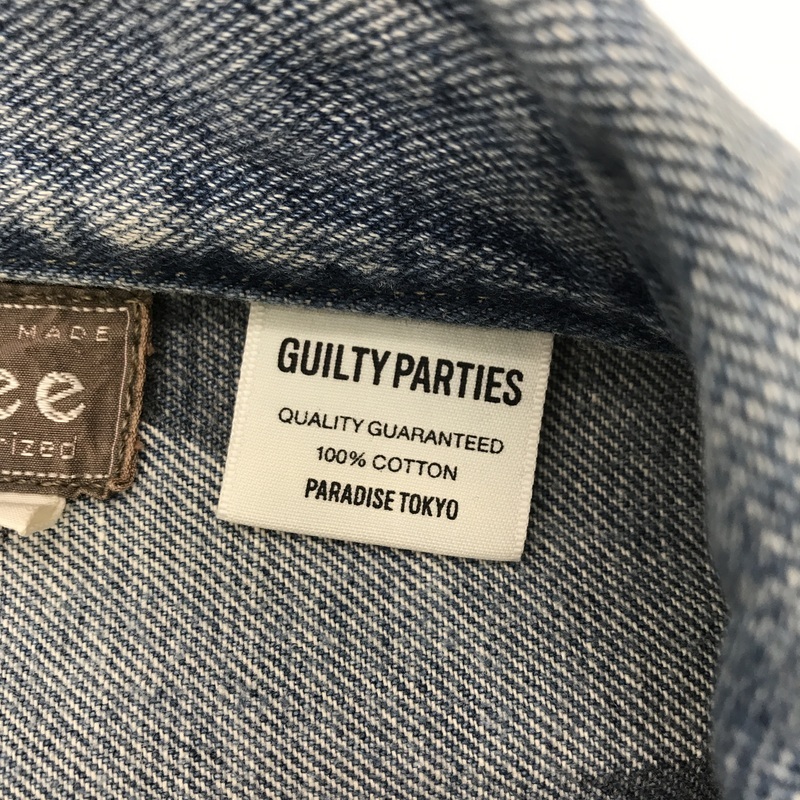 MADE
ee
rized
GUILTY PARTIES
QUALITY GUARANTEED
100% COTTON
PARADISE TOKYO